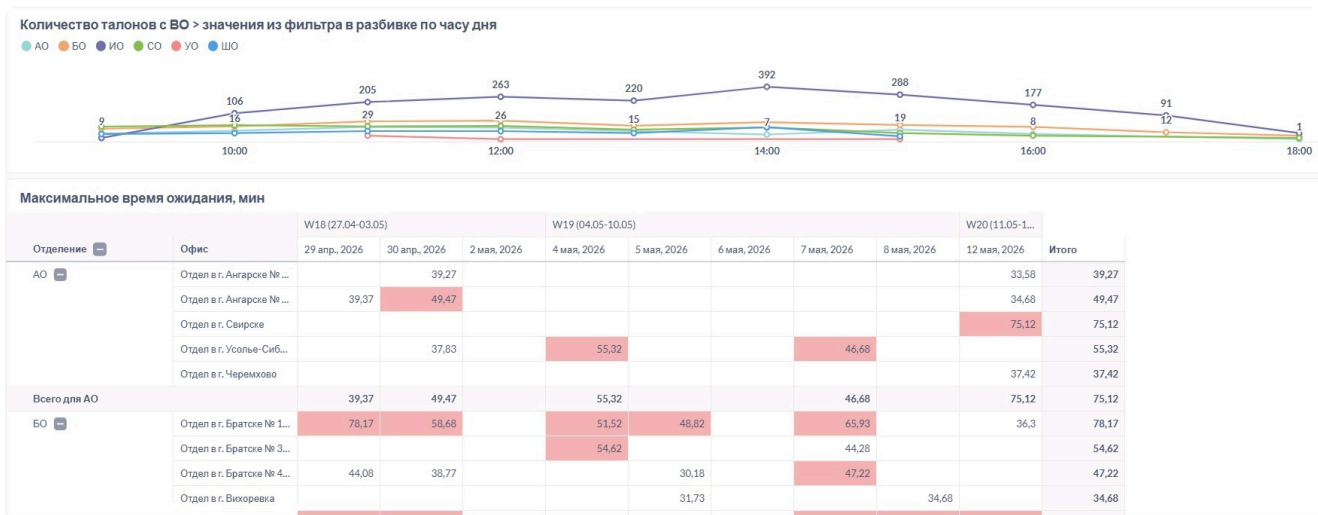 Количество талонов с ВО > значения из фильтра в разбивке по часу дня
АО БО ИО СО УО ШО
392
263 288
205 220
177
106 91
9 16 29 26 15 7 19 8 12 1
10:00 12:00 14:00 16:00 18:00
Максимальное время ожидания, мин
W18 (27.04-03.05) W19 (04.05-10.05) W20 (11.05-1...
Отделение Офис 29 апр., 2026 30 апр., 2026 2 мая, 2026 4 мая, 2026 5 мая, 2026 6 мая, 2026 7 мая, 2026 8 мая, 2026 12 мая, 2026 Итого
АО Отдел в г. Ангарске № ... 39,27 33,58 39,27
Отдел в г. Ангарске № ... 39,37 49,47 34,68 49,47
Отдел в г. Свирске 75,12 75,12
Отдел в г. Усолье-Сиб... 37,83 55,32 46,68 55,32
Отдел в г. Черемхово 37,42 37,42
Всего для АО 39,37 49,47 55,32 46,68 75,12 75,12
БО Отдел в г. Братске № 1... 78,17 58,68 51,52 48,82 65,93 36,3 78,17
Отдел в г. Братске № 3... 54,62 44,28 54,62
Отдел в г. Братске № 4... 44,08 38,77 30,18 47,22 47,22
Отдел в г. Вихоревка 31,73 34,68 34,68